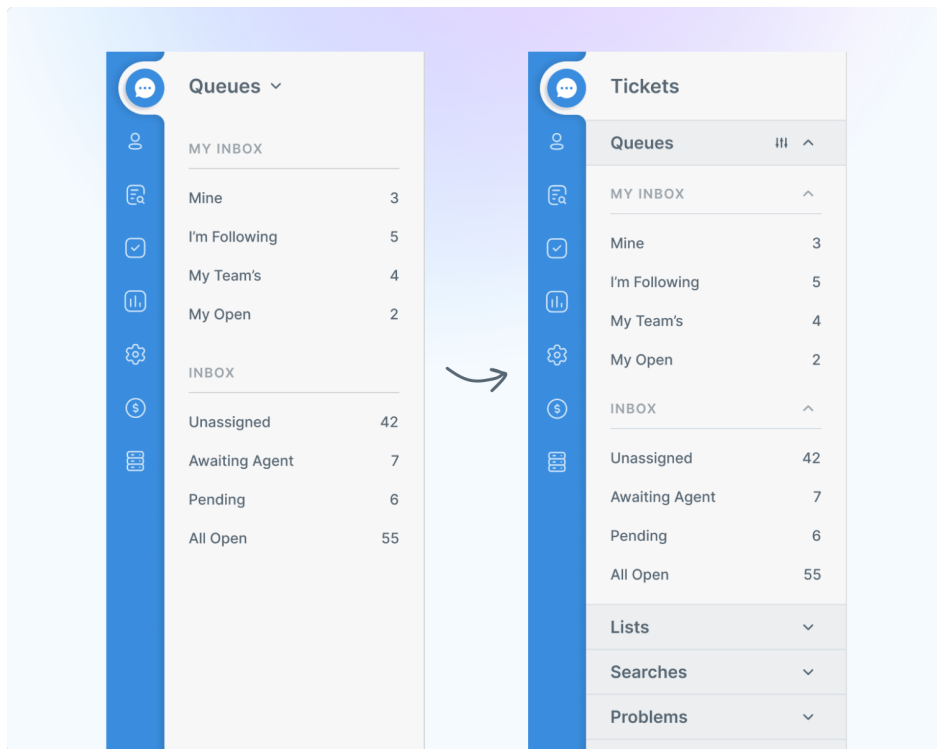 Queues
MY INBOX
Mine 3
I'm Following 5
My Team's 4
My Open 2
INBOX
Unassigned 42
Awaiting Agent 7
Pending 6
All Open 55
Tickets
Queues
MY INBOX
Mine 3
I'm Following 5
My Team's 4
My Open 2
INBOX
Unassigned 42
Awaiting Agent 7
Pending 6
All Open 55
Lists
Searches
Problems